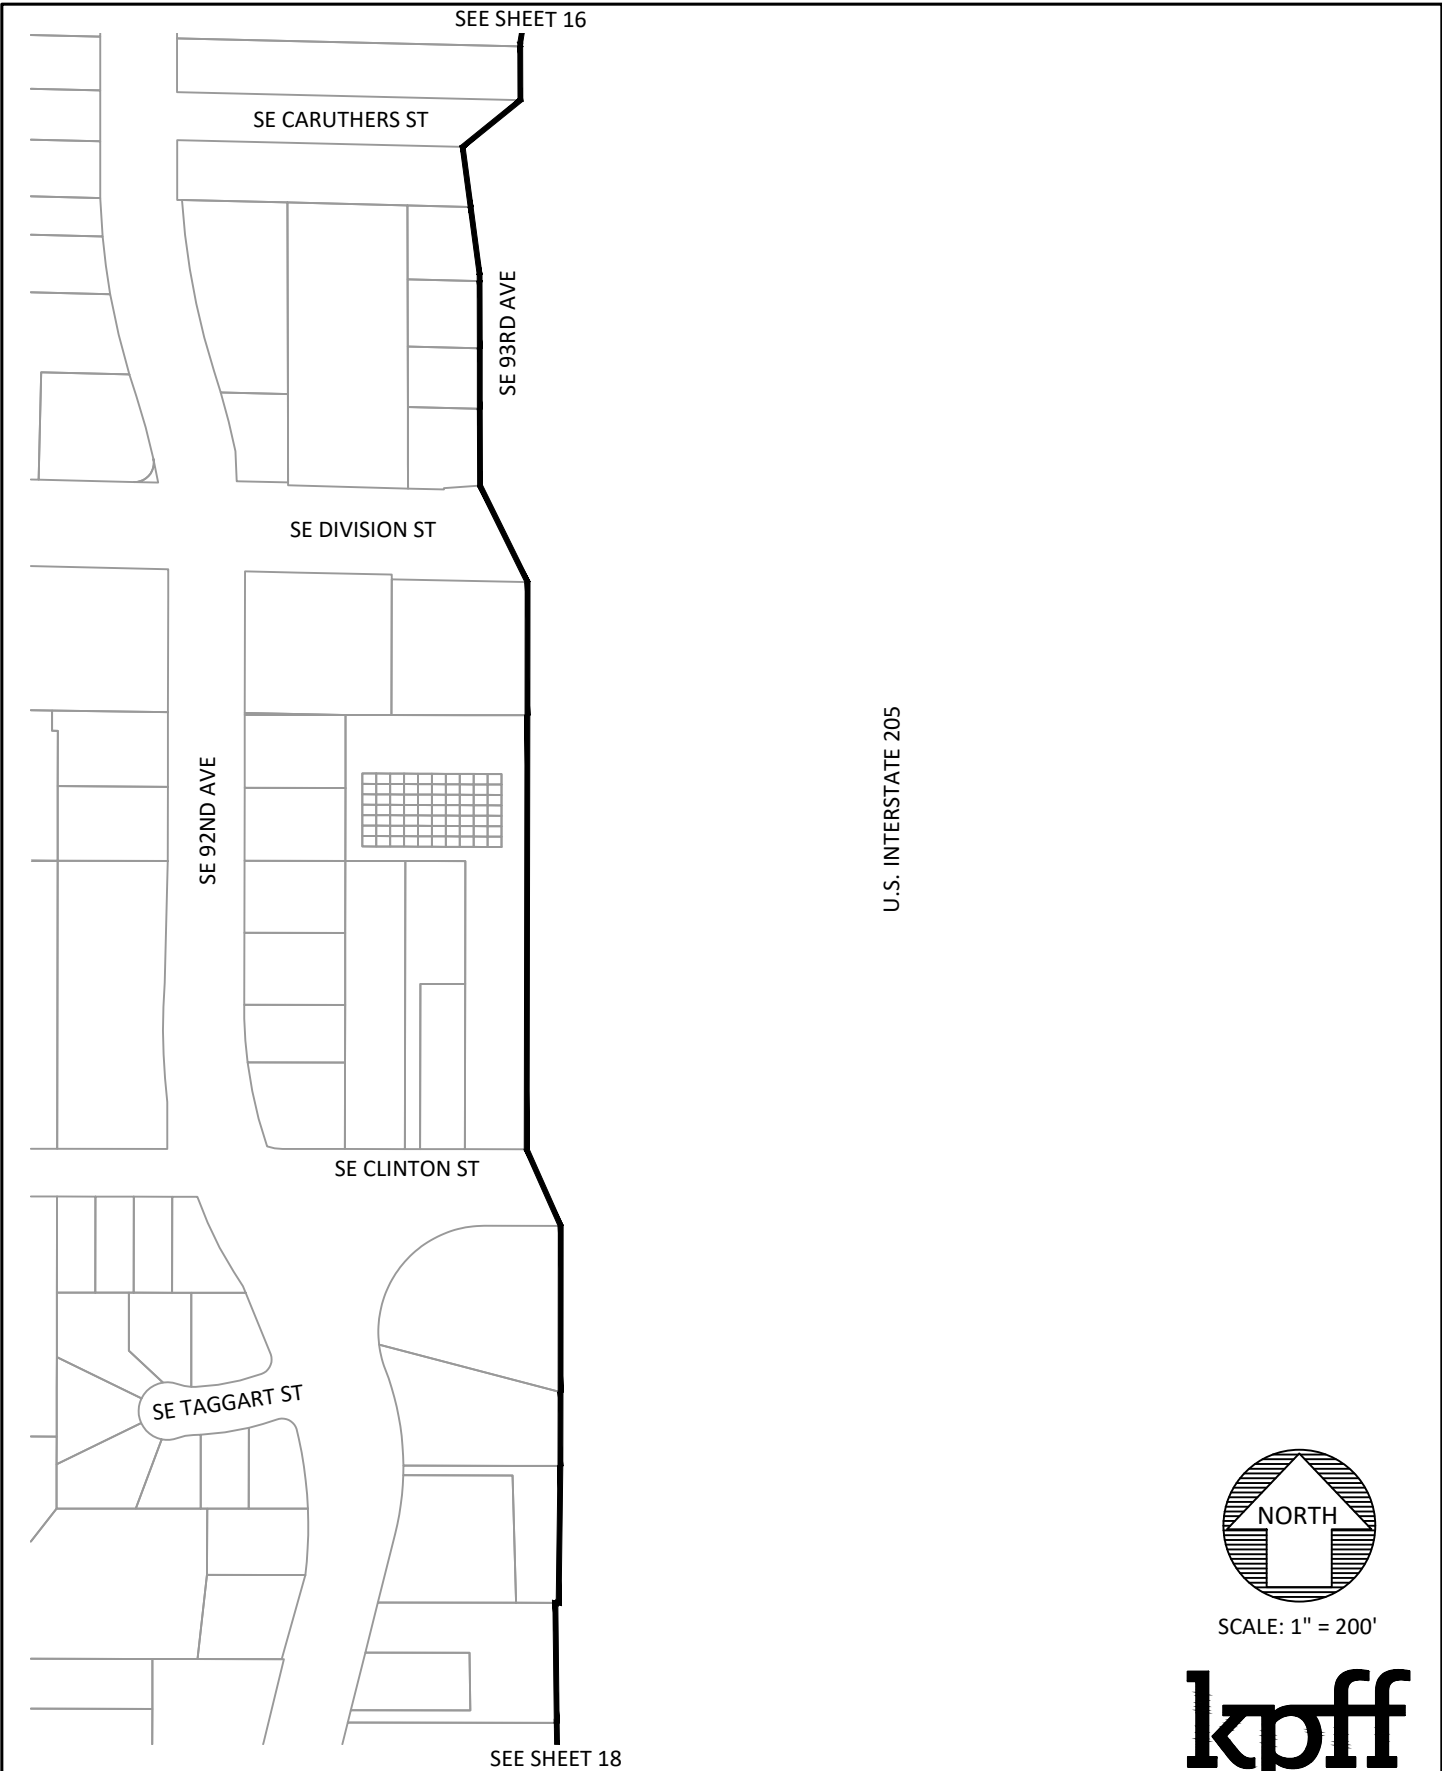 SEE SHEET 16
SE CARUTHERS ST
SE 93RD AVE
SE DIVISION ST
SE 92ND AVE
U.S. INTERSTATE 205
SE CLINTON ST
SE TAGGART ST
NORTH
SCALE: 1" = 200'
kpff
SEE SHEET 18